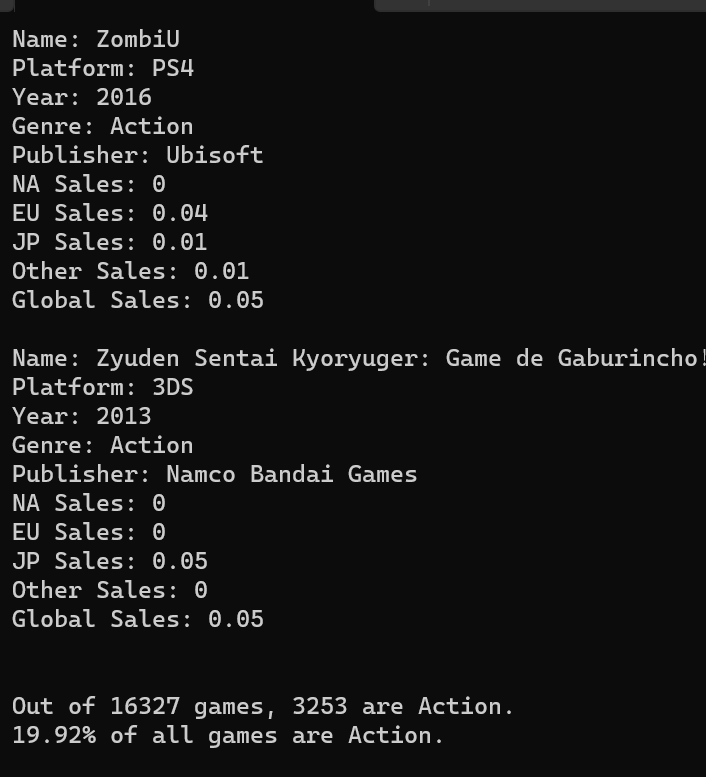 Name: ZombiU
Platform: PS4
Year: 2016
Genre: Action
Publisher: Ubisoft
NA Sales: 0
EU Sales: 0.04
JP Sales: 0.01
Other Sales: 0.01
Global Sales: 0.05
Name: Zyuden Sentai Kyoryuger: Game de Gaburincho!
Platform: 3DS
Year: 2013
Genre: Action
Publisher: Namco Bandai Games
NA Sales: 0
EU Sales: 0
JP Sales: 0.05
Other Sales: 0
Global Sales: 0.05
Out of 16327 games, 3253 are Action.
19.92% of all games are Action.